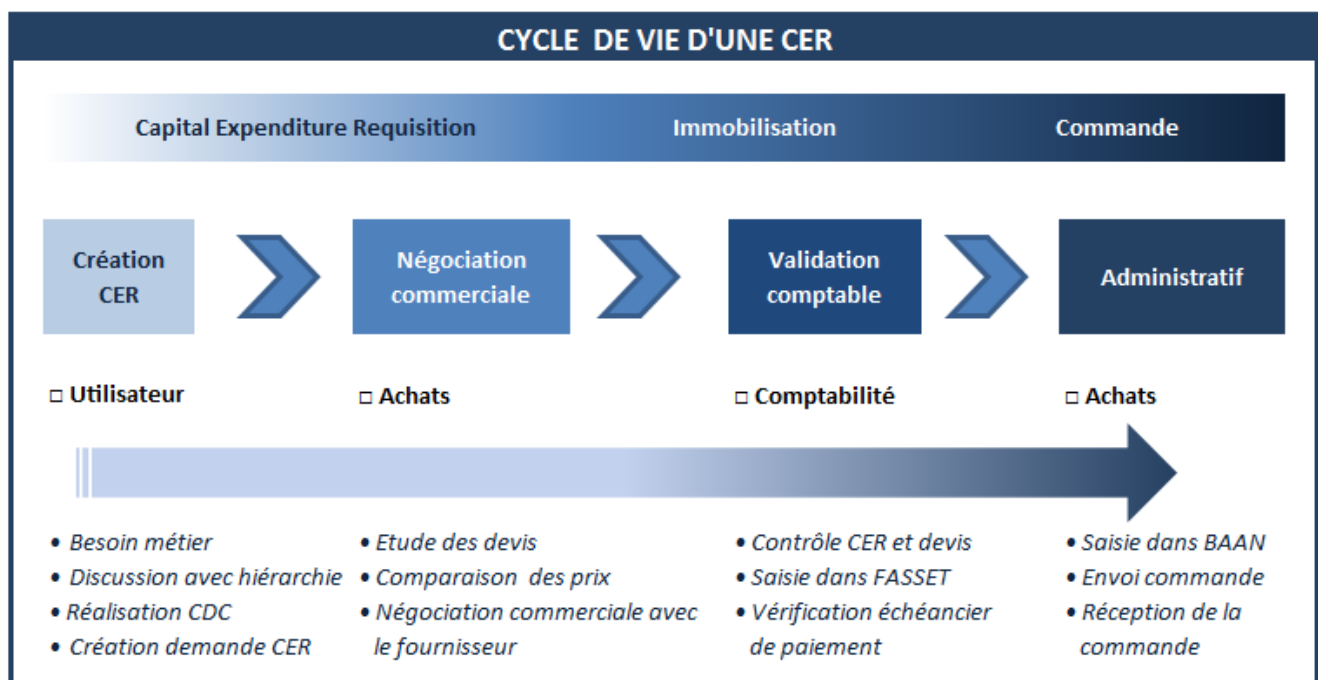 CYCLE DE VIE D'UNE CER
Capital Expenditure Requisition
Immobilisation
Commande
Création
CER
Négociation
commerciale
Validation
comptable
Administratif
□ Utilisateur
□ Achats
□ Comptabilité
□ Achats
• Besoin métier
• Discussion avec hiérarchie
• Réalisation CDC
• Création demande CER
• Etude des devis
• Comparaison des prix
• Négociation commerciale avec
le fournisseur
• Contrôle CER et devis
• Saisie dans FASSET
• Vérification échéancier
de paiement
• Saisie dans BAAN
• Envoi commande
• Réception de la
commande